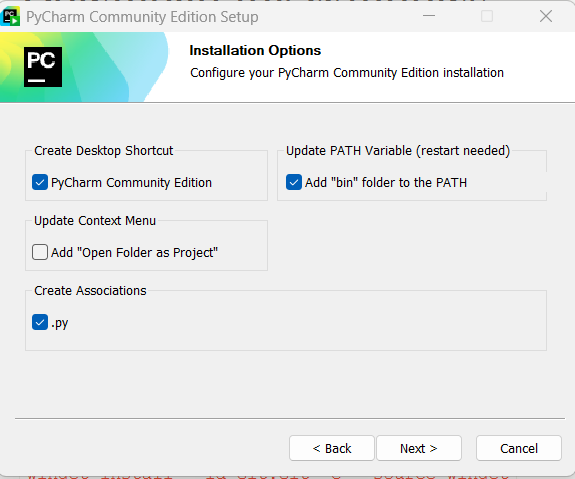 PyCharm Community Edition Setup
PC
Installation Options
Configure your PyCharm Community Edition installation
Create Desktop Shortcut
PyCharm Community Edition
Update PATH Variable (restart needed)
Add "bin" folder to the PATH
Update Context Menu
Add "Open Folder as Project"
Create Associations
.py
< Back
Next >
Cancel